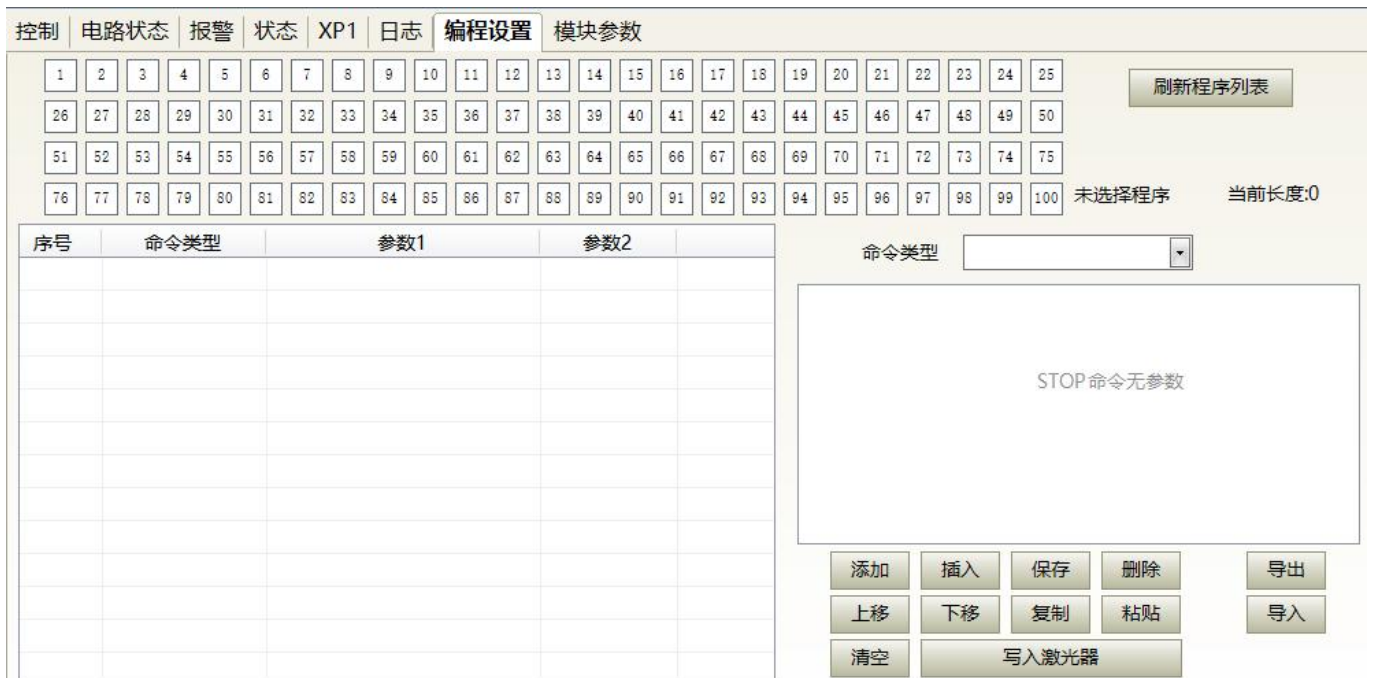 控制 电路状态 报警 状态 XP1 日志 编程设置 模块参数
1 2 3 4 5 6 7 8 9 10 11 12 13 14 15 16 17 18 19 20 21 22 23 24 25 刷新程序列表
26 27 28 29 30 31 32 33 34 35 36 37 38 39 40 41 42 43 44 45 46 47 48 49 50
51 52 53 54 55 56 57 58 59 60 61 62 63 64 65 66 67 68 69 70 71 72 73 74 75
76 77 78 79 80 81 82 83 84 85 86 87 88 89 90 91 92 93 94 95 96 97 98 99 100 未选择程序 当前长度:0
序号 命令类型 参数1 参数2
命令类型
STOP命令无参数
添加 插入 保存 删除 导出
上移 下移 复制 粘贴 导入
清空 写入激光器